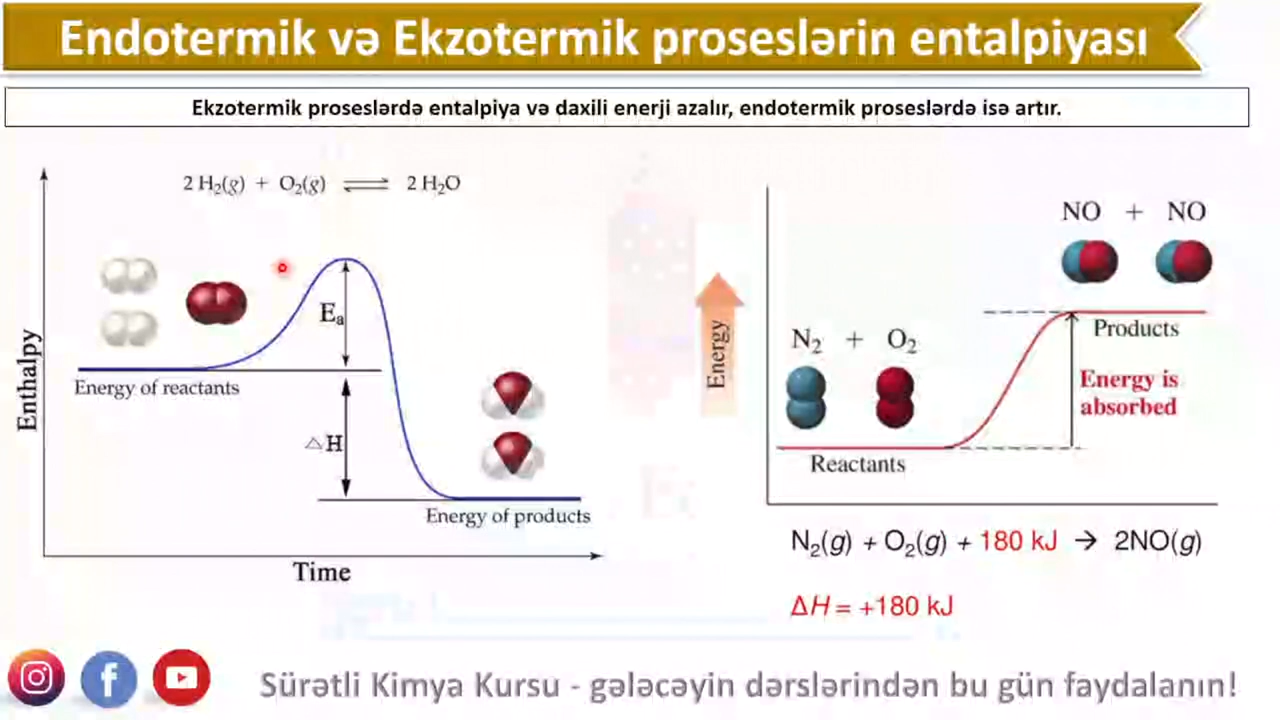 Endotermik və Ekzotermik proseslərin entalpiyası
Ekzotermik proseslərdə entalpiya və daxili enerji azalır, endotermik proseslərdə isə artır.
2 H₂(g) + O₂(g) ⇌ 2 H₂O
Eₐ
Enthalpy
Energy of reactants
△H
Energy of products
Time
NO + NO
Energy
N₂ + O₂
Products
Energy is
absorbed
Reactants
N₂(g) + O₂(g) + 180 kJ → 2NO(g)
ΔH = +180 kJ
Sürətli Kimya Kursu - gələcəyin dərslərindən bu gün faydalanın!